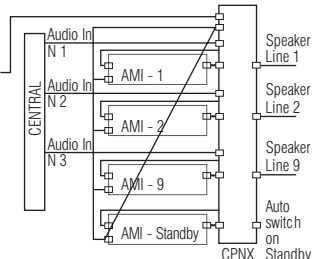 CENTRAL
Audio In
N 1
Audio In
N 2
Audio In
N 3
AMI - 1
AMI - 2
AMI - 9
AMI - Standby
Speaker
Line 1
Speaker
Line 2
Speaker
Line 9
Auto
switch
on
Standby
CPNX